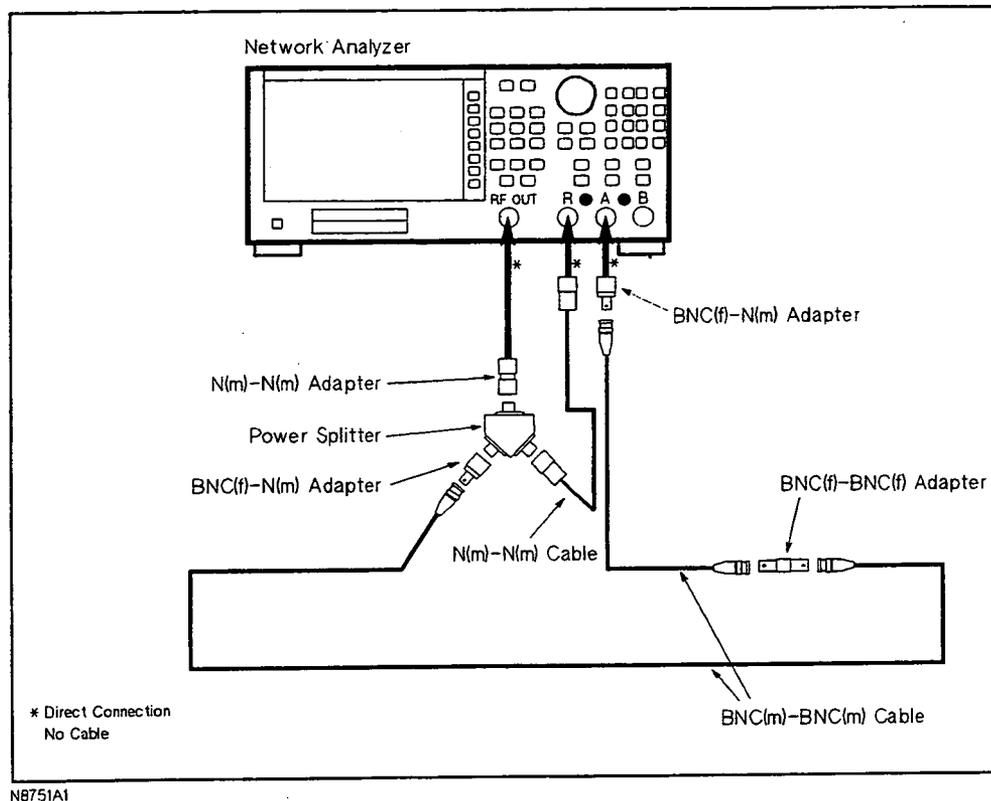 Network Analyzer
RF OUT R A B
*
*
*
BNC(f)-N(m) Adapter
N(m)-N(m) Adapter
Power Splitter
BNC(f)-N(m) Adapter
BNC(f)-BNC(f) Adapter
N(m)-N(m) Cable
* Direct Connection
No Cable
BNC(m)-BNC(m) Cable
N8751A1